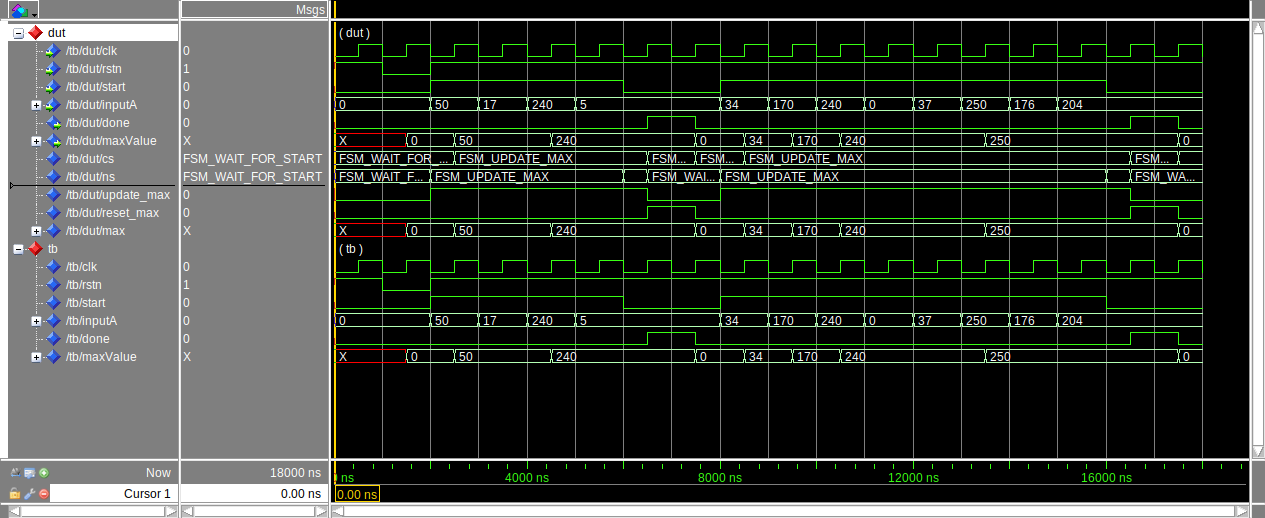 Msgs
dut ( dut )
/tb/dut/clk 0
/tb/dut/rstn 1
/tb/dut/start 0
/tb/dut/inputA 0 0 50 17 240 5 34 170 240 0 37 250 176 204
/tb/dut/done 0
/tb/dut/maxValue X X 0 50 240 0 34 170 240 250 0
/tb/dut/cs FSM_WAIT_FOR_START FSM_WAIT_FOR_... FSM_UPDATE_MAX FSM... FSM... FSM_UPDATE_MAX FSM...
/tb/dut/ns FSM_WAIT_FOR_START FSM_WAIT_F... FSM_UPDATE_MAX FSM_WAI... FSM_UPDATE_MAX FSM_WA...
/tb/dut/update_max 0
/tb/dut/reset_max 0
/tb/dut/max X X 0 50 240 0 34 170 240 250 0
tb ( tb )
/tb/clk 0
/tb/rstn 1
/tb/start 0
/tb/inputA 0 0 50 17 240 5 34 170 240 0 37 250 176 204
/tb/done 0
/tb/maxValue X X 0 50 240 0 34 170 240 250 0
Now 18000 ns ns 4000 ns 8000 ns 12000 ns 16000 ns
Cursor 1 0.00 ns 0.00 ns